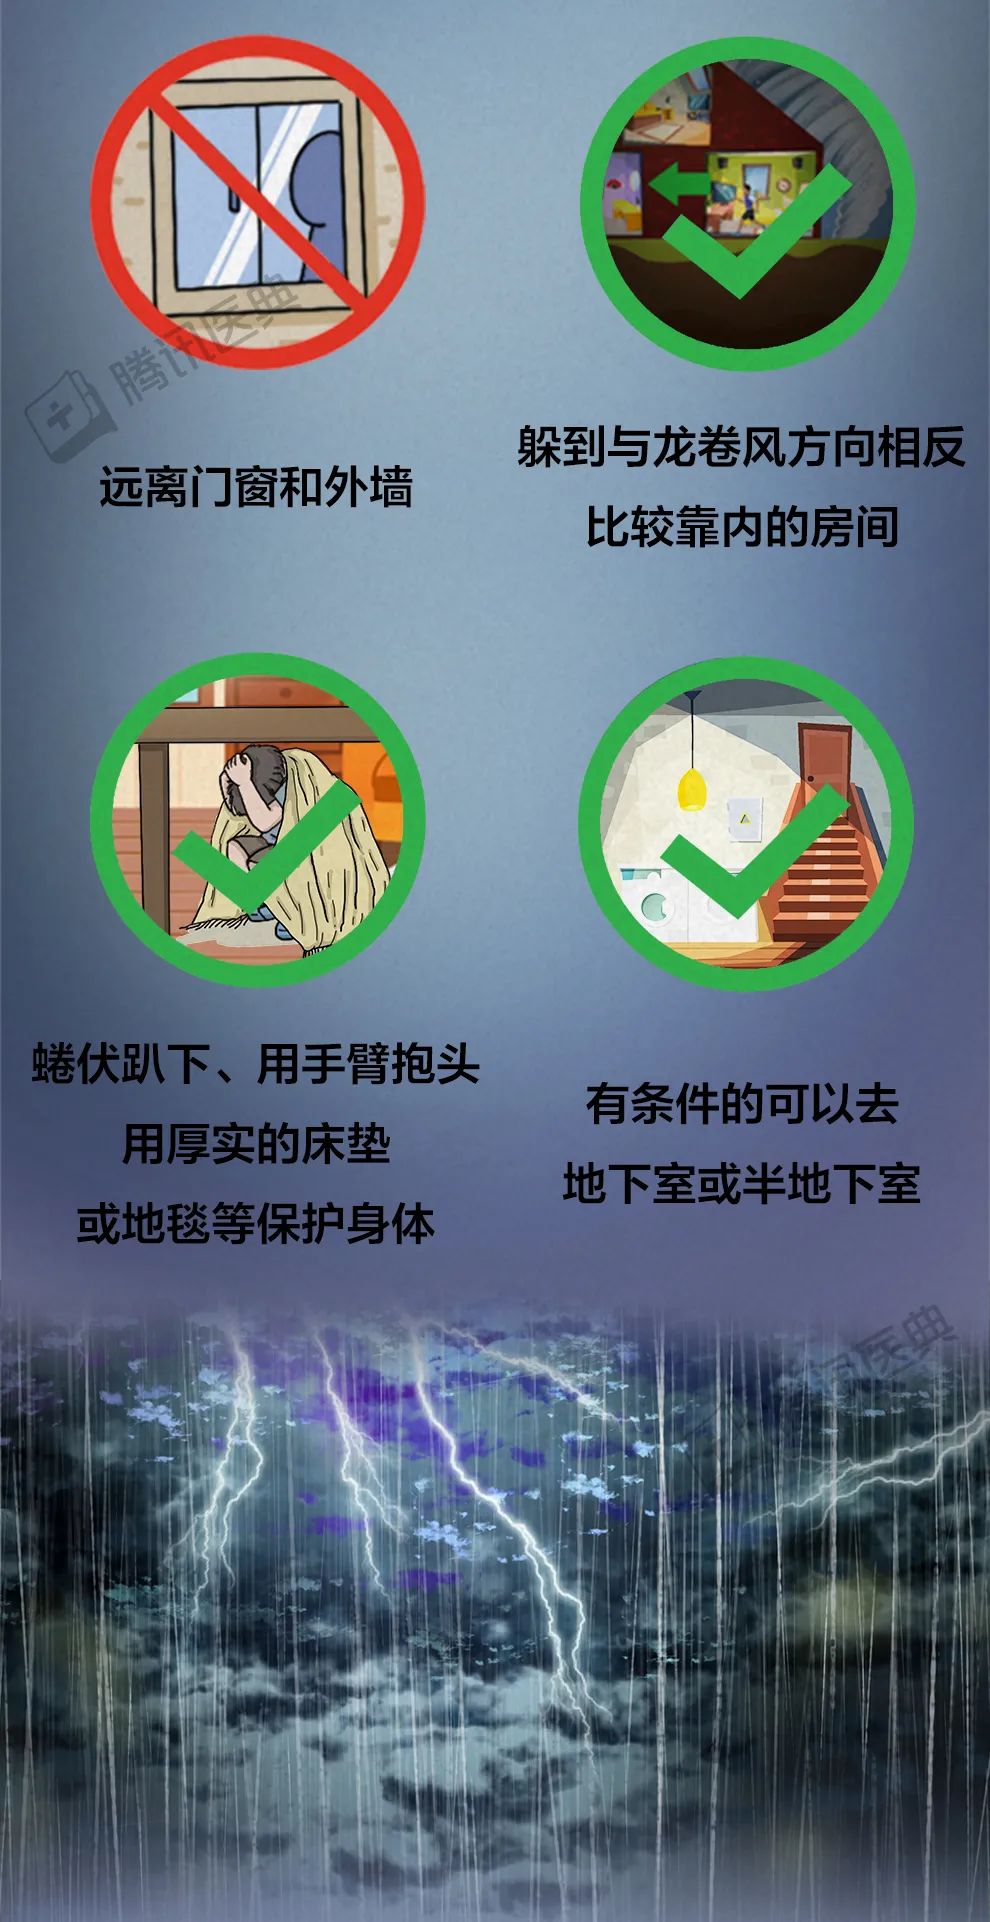 腾讯医典
远离门窗和外墙
躲到与龙卷风方向相反
比较靠内的房间
蜷伏趴下、用手臂抱头
用厚实的床垫
或地毯等保护身体
有条件的可以去
地下室或半地下室
讯医典